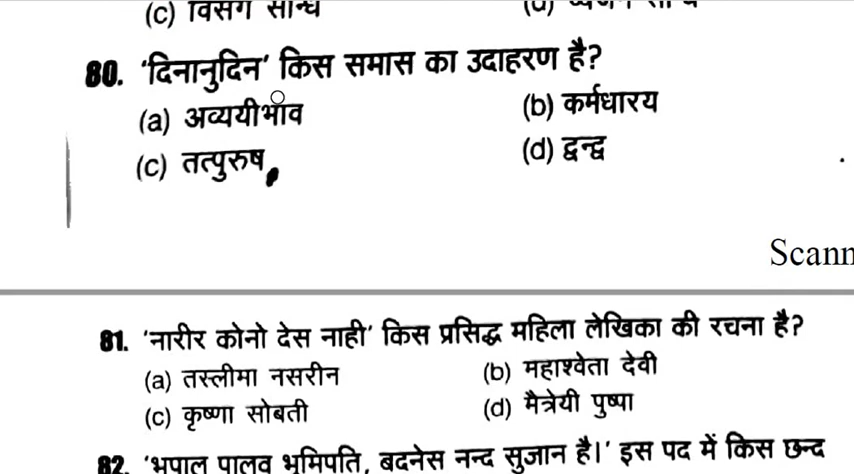 (c) विसर्ग सन्धि
80. 'दिनानुदिन' किस समास का उदाहरण है?
(a) अव्ययीभाव (b) कर्मधारय
(c) तत्पुरुष (d) द्वन्द्व
Scann
81. 'नारीर कोनो देस नाही' किस प्रसिद्ध महिला लेखिका की रचना है?
(a) तस्लीमा नसरीन (b) महाश्वेता देवी
(c) कृष्णा सोबती (d) मैत्रेयी पुष्पा
82. 'भूपाल पालव भूमिपति, बदनेस नन्द सुजान है।' इस पद में किस छन्द